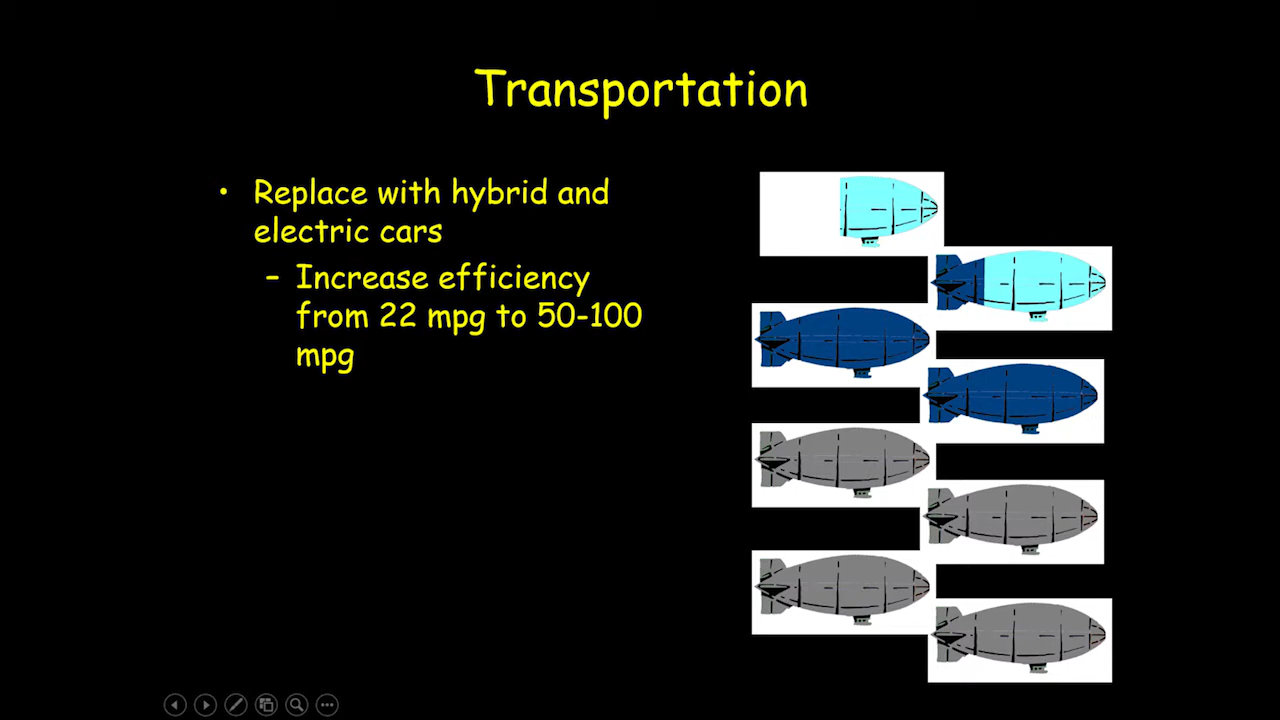 Transportation
• Replace with hybrid and
electric cars
– Increase efficiency
from 22 mpg to 50-100
mpg